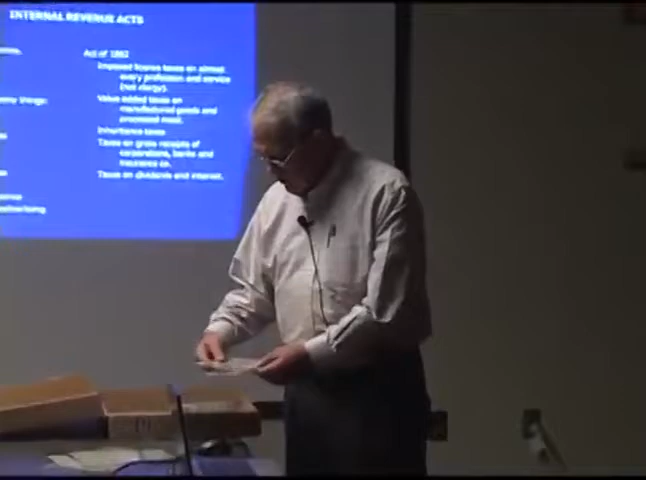 INTERNAL REVENUE ACTS
Act of 1862
Imposed license taxes on almost
every profession and service
(not clergy).
Value added taxes on
manufactured goods and
processed meat.
Inheritance taxes
Taxes on gross receipts of
corporations, banks and
insurance co.
Taxes on dividends and interest.
things:
advertising